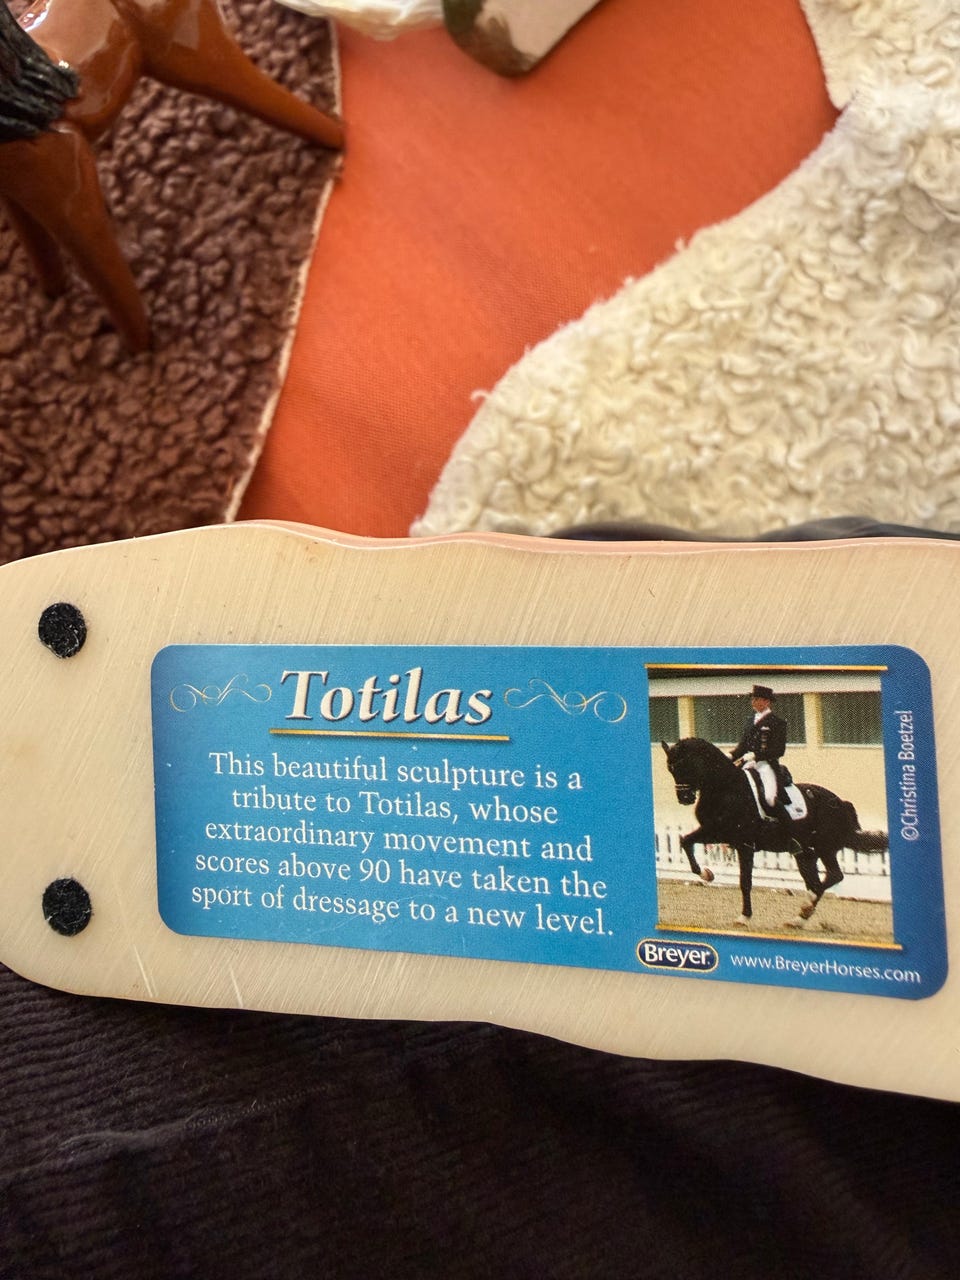 Totilas
This beautiful sculpture is a
tribute to Totilas, whose
extraordinary movement and
scores above 90 have taken the
sport of dressage to a new level.
©Christina Boetzel
Breyer® www.BreyerHorses.com